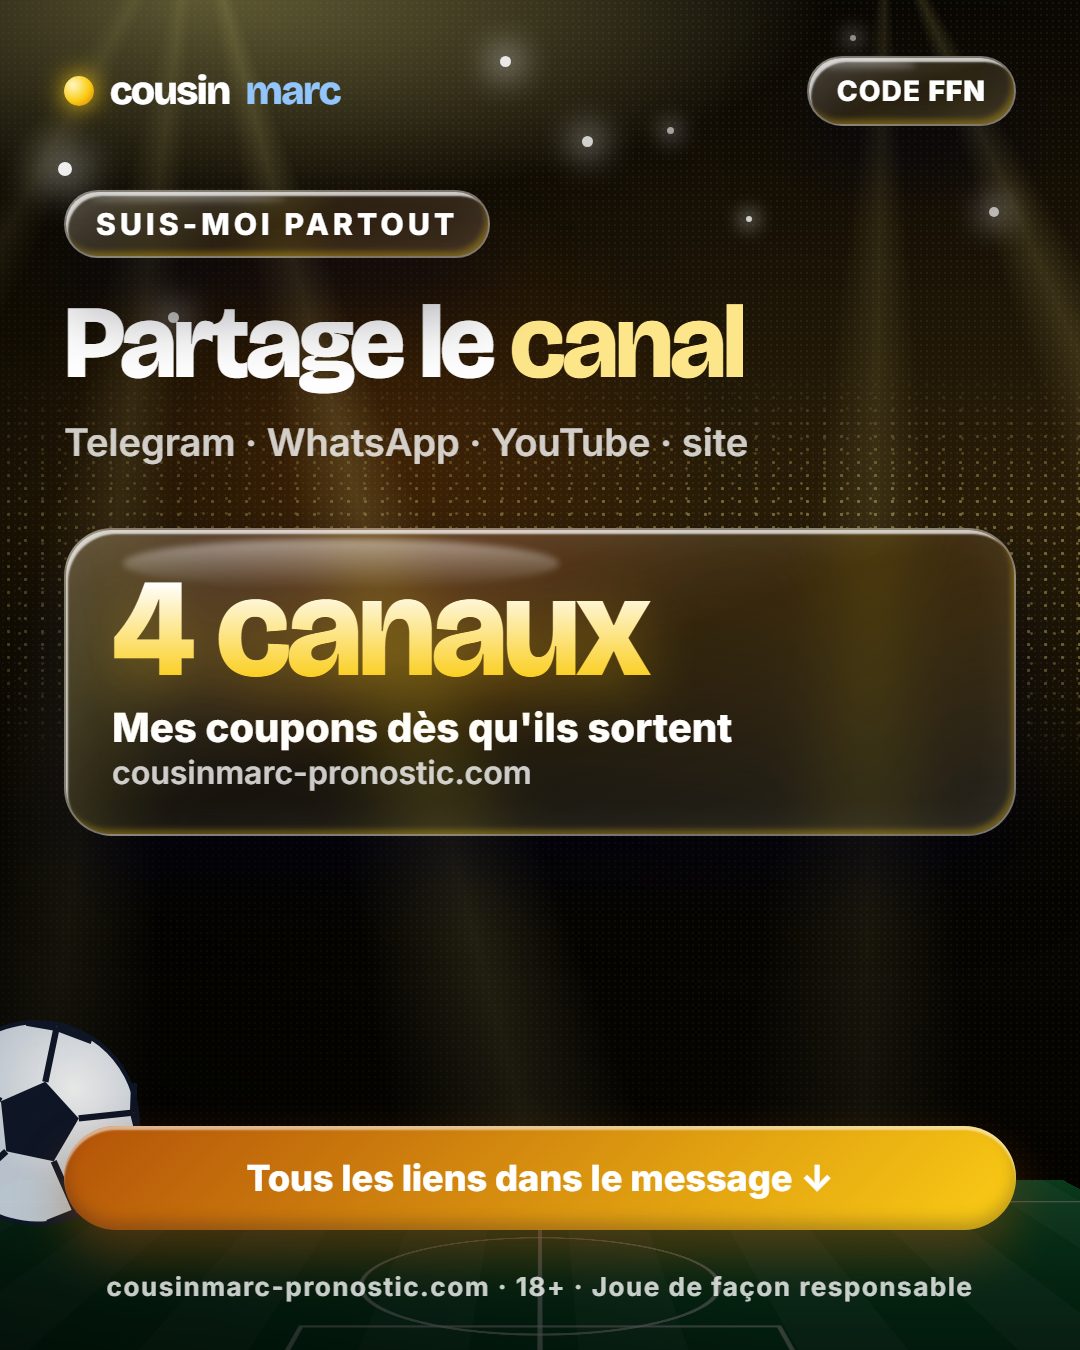 cousin marc
CODE FFN
SUIS-MOI PARTOUT
Partage le canal
Telegram · WhatsApp · YouTube · site
4 canaux
Mes coupons dès qu'ils sortent
cousinmarc-pronostic.com
Tous les liens dans le message ↓
cousinmarc-pronostic.com · 18+ · Joue de façon responsable